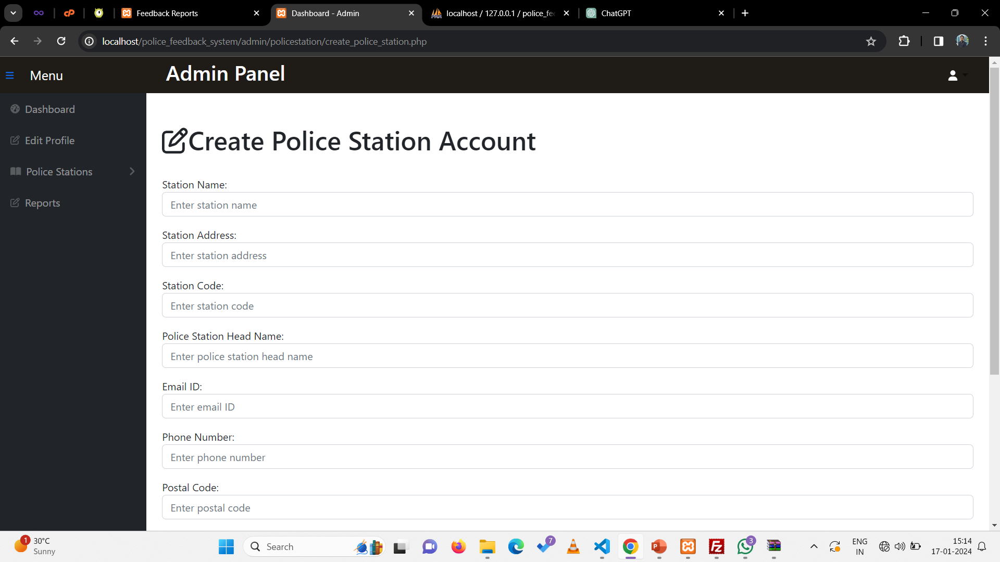 Feedback Reports
Dashboard - Admin
localhost / 127.0.0.1 / police_fe
ChatGPT
localhost/police_feedback_system/admin/policestation/create_police_station.php
Menu
Admin Panel
Dashboard
Edit Profile
Police Stations
Reports
Create Police Station Account
Station Name:
Enter station name
Station Address:
Enter station address
Station Code:
Enter station code
Police Station Head Name:
Enter police station head name
Email ID:
Enter email ID
Phone Number:
Enter phone number
Postal Code:
Enter postal code
1
30°C
Sunny
Search
7
3
ENG
IN
15:14
17-01-2024